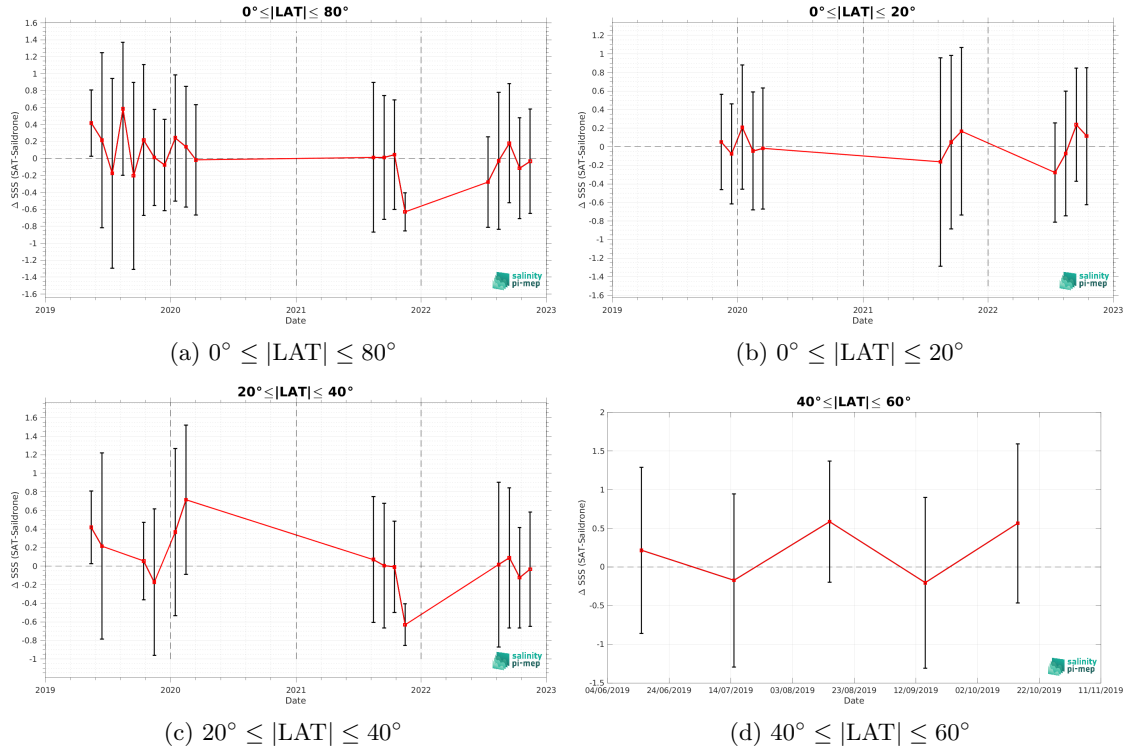 0°≤|LAT|≤ 80°
Δ SSS (SAT-Saildrone)
1.6
1.4
1.2
1
0.8
0.6
0.4
0.2
0
-0.2
-0.4
-0.6
-0.8
-1
-1.2
-1.4
-1.6
2019 2020 2021 2022 2023
Date
salinity
pi-mep
(a) 0° ≤ |LAT| ≤ 80°
0°≤|LAT|≤ 20°
Δ SSS (SAT-Saildrone)
1.2
1
0.8
0.6
0.4
0.2
0
-0.2
-0.4
-0.6
-0.8
-1
-1.2
-1.4
-1.6
2019 2020 2021 2022 2023
Date
salinity
pi-mep
(b) 0° ≤ |LAT| ≤ 20°
20°≤|LAT|≤ 40°
Δ SSS (SAT-Saildrone)
1.6
1.4
1.2
1
0.8
0.6
0.4
0.2
0
-0.2
-0.4
-0.6
-0.8
-1
2019 2020 2021 2022 2023
Date
salinity
pi-mep
(c) 20° ≤ |LAT| ≤ 40°
40°≤|LAT|≤ 60°
Δ SSS (SAT-Saildrone)
2
1.5
1
0.5
0
-0.5
-1
-1.5
04/06/2019 24/06/2019 14/07/2019 03/08/2019 23/08/2019 12/09/2019 02/10/2019 22/10/2019 11/11/2019
Date
salinity
pi-mep
(d) 40° ≤ |LAT| ≤ 60°